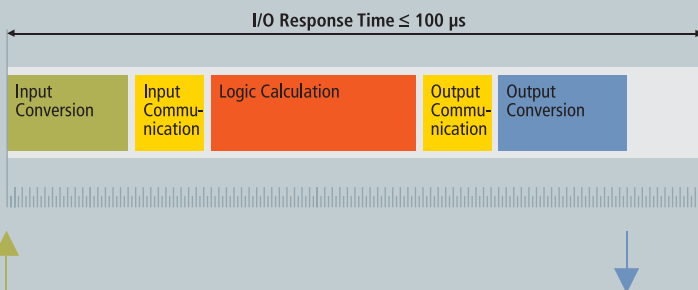 I/O Response Time ≤ 100 µs
Input
Conversion
Input
Commu-
nication
Logic Calculation
Output
Commu-
nication
Output
Conversion